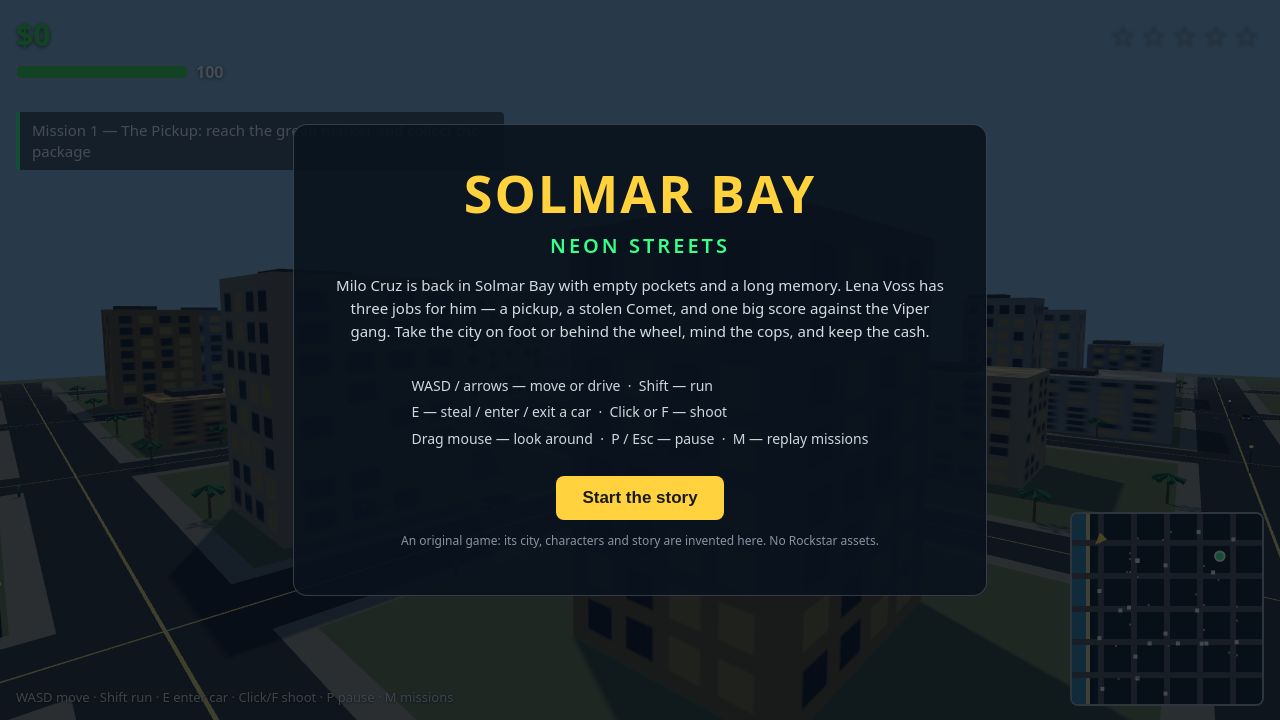 $0
100
Mission 1 — The Pickup: reach the green marker and collect the
package
SOLMAR BAY
NEON STREETS
Milo Cruz is back in Solmar Bay with empty pockets and a long memory. Lena Voss has
three jobs for him — a pickup, a stolen Comet, and one big score against the Viper
gang. Take the city on foot or behind the wheel, mind the cops, and keep the cash.
WASD / arrows — move or drive · Shift — run
E — steal / enter / exit a car · Click or F — shoot
Drag mouse — look around · P / Esc — pause · M — replay missions
Start the story
An original game: its city, characters and story are invented here. No Rockstar assets.
WASD move · Shift run · E enter car · Click/F shoot · P pause · M missions